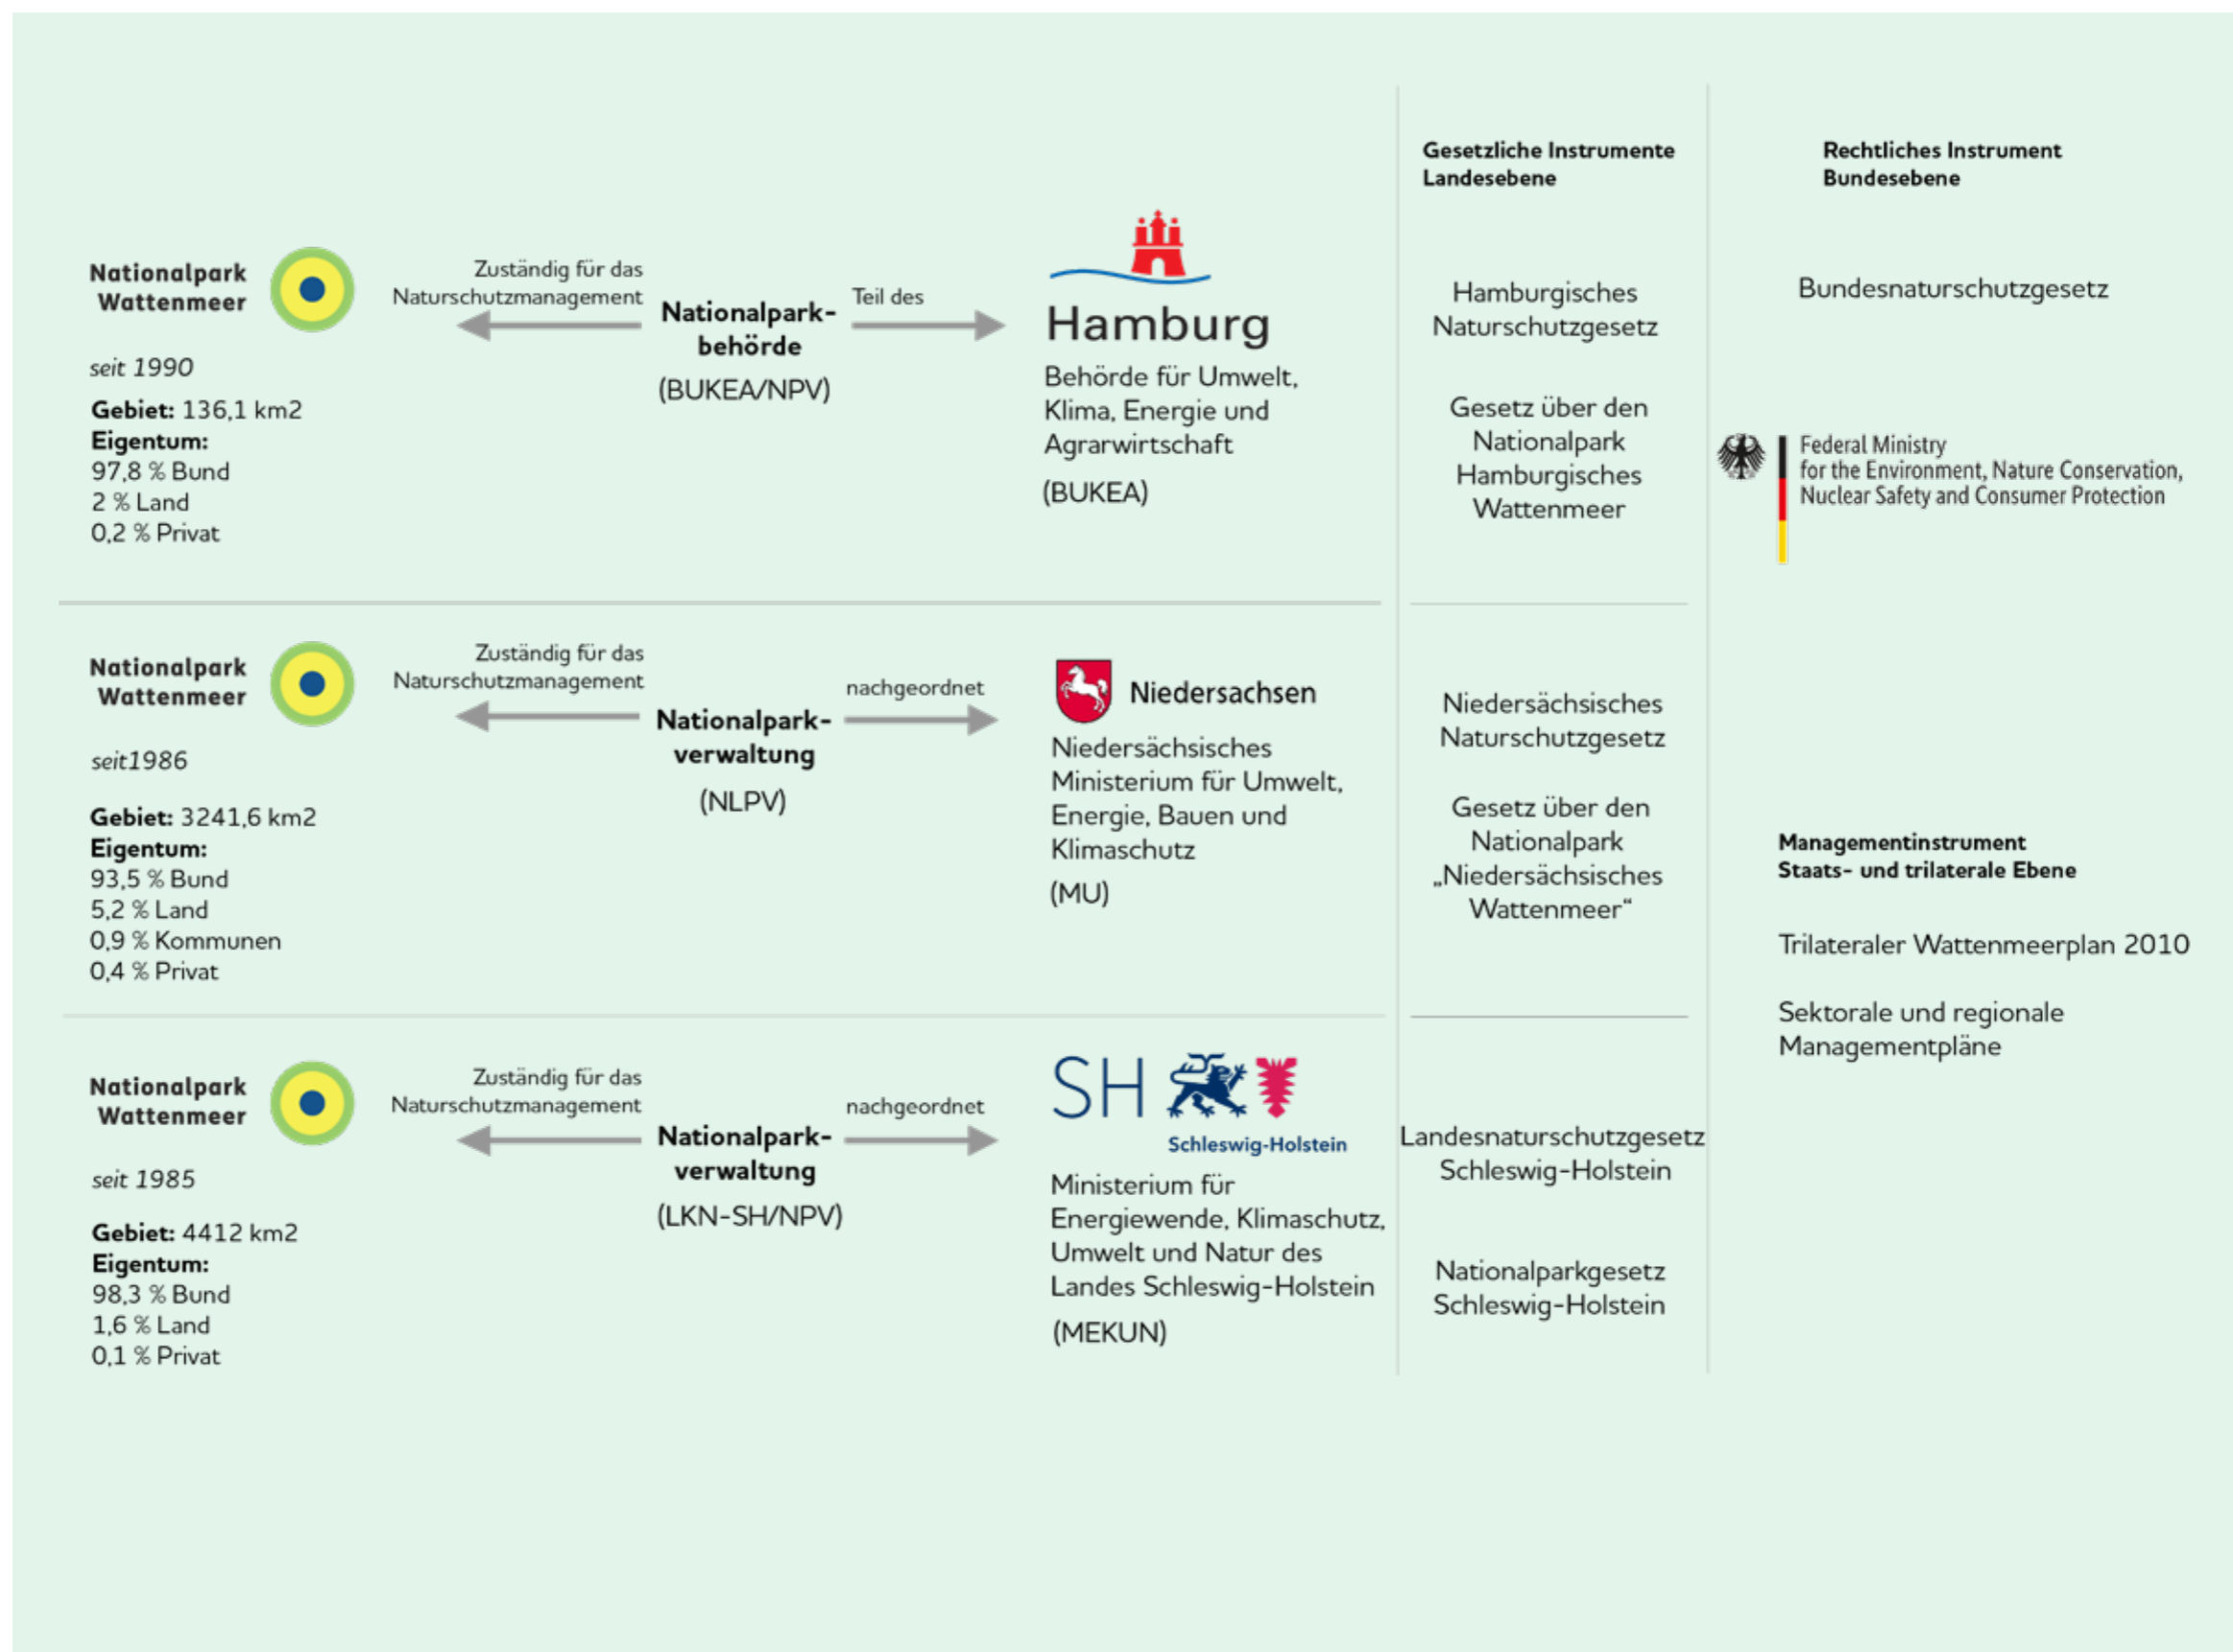 Gesetzliche Instrumente
Landesebene
Rechtliches Instrument
Bundesebene
Nationalpark
Wattenmeer
seit 1990
Gebiet: 136,1 km2
Eigentum:
97,8 % Bund
2 % Land
0,2 % Privat
Zuständig für das
Naturschutzmanagement
Nationalpark-
behörde
(BUKEA/NPV)
Teil des
Hamburg
Behörde für Umwelt,
Klima, Energie und
Agrarwirtschaft
(BUKEA)
Hamburgisches
Naturschutzgesetz
Gesetz über den
Nationalpark
Hamburgisches
Wattenmeer
Bundesnaturschutzgesetz
Federal Ministry
for the Environment, Nature Conservation,
Nuclear Safety and Consumer Protection
Nationalpark
Wattenmeer
seit1986
Gebiet: 3241,6 km2
Eigentum:
93,5 % Bund
5,2 % Land
0,9 % Kommunen
0,4 % Privat
Zuständig für das
Naturschutzmanagement
Nationalpark-
verwaltung
(NLPV)
nachgeordnet
Niedersachsen
Niedersächsisches
Ministerium für Umwelt,
Energie, Bauen und
Klimaschutz
(MU)
Niedersächsisches
Naturschutzgesetz
Gesetz über den
Nationalpark
„Niedersächsisches
Wattenmeer“
Managementinstrument
Staats- und trilaterale Ebene
Trilateraler Wattenmeerplan 2010
Sektorale und regionale
Managementpläne
Nationalpark
Wattenmeer
seit 1985
Gebiet: 4412 km2
Eigentum:
98,3 % Bund
1,6 % Land
0,1 % Privat
Zuständig für das
Naturschutzmanagement
Nationalpark-
verwaltung
(LKN-SH/NPV)
nachgeordnet
SH
Schleswig-Holstein
Ministerium für
Energiewende, Klimaschutz,
Umwelt und Natur des
Landes Schleswig-Holstein
(MEKUN)
Landesnaturschutzgesetz
Schleswig-Holstein
Nationalparkgesetz
Schleswig-Holstein